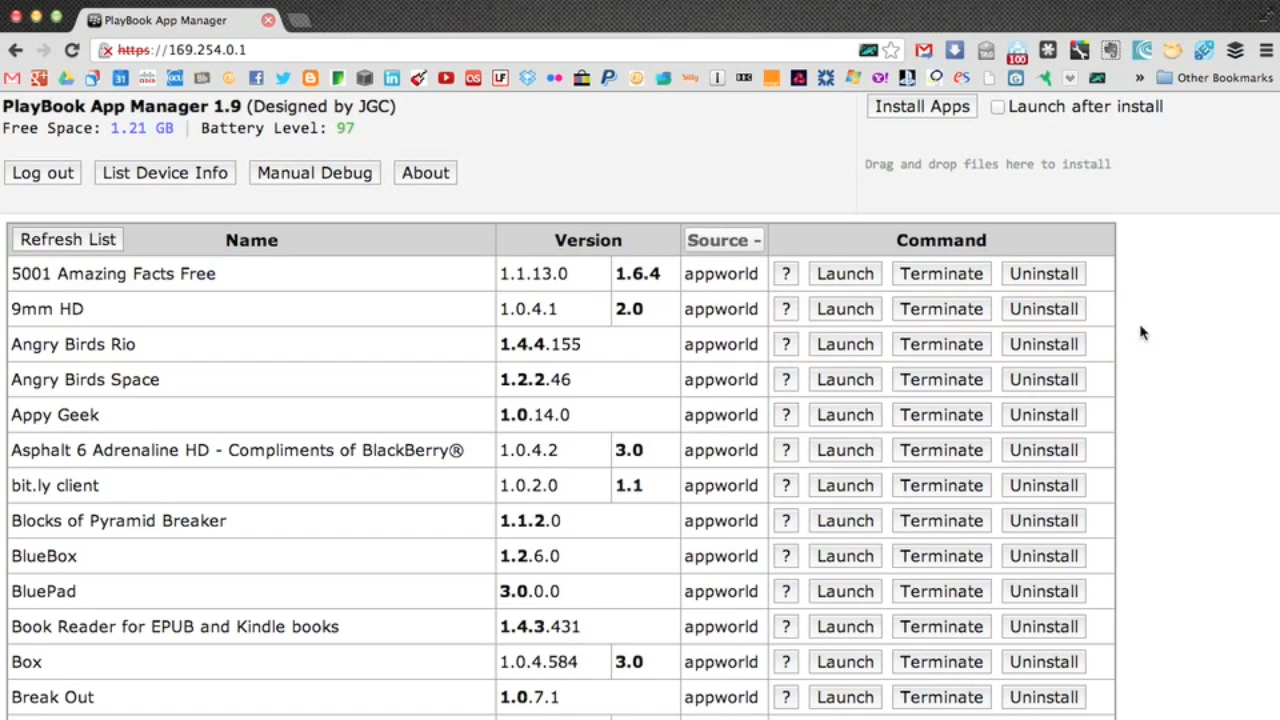 PlayBook App Manager
https://169.254.0.1
Other Bookmarks
PlayBook App Manager 1.9 (Designed by JGC)
Free Space: 1.21 GB | Battery Level: 97
Log out List Device Info Manual Debug About
Install Apps Launch after install
Drag and drop files here to install
Refresh List Name Version Source - Command
5001 Amazing Facts Free 1.1.13.0 1.6.4 appworld ? Launch Terminate Uninstall
9mm HD 1.0.4.1 2.0 appworld ? Launch Terminate Uninstall
Angry Birds Rio 1.4.4.155 appworld ? Launch Terminate Uninstall
Angry Birds Space 1.2.2.46 appworld ? Launch Terminate Uninstall
Appy Geek 1.0.14.0 appworld ? Launch Terminate Uninstall
Asphalt 6 Adrenaline HD - Compliments of BlackBerry® 1.0.4.2 3.0 appworld ? Launch Terminate Uninstall
bit.ly client 1.0.2.0 1.1 appworld ? Launch Terminate Uninstall
Blocks of Pyramid Breaker 1.1.2.0 appworld ? Launch Terminate Uninstall
BlueBox 1.2.6.0 appworld ? Launch Terminate Uninstall
BluePad 3.0.0.0 appworld ? Launch Terminate Uninstall
Book Reader for EPUB and Kindle books 1.4.3.431 appworld ? Launch Terminate Uninstall
Box 1.0.4.584 3.0 appworld ? Launch Terminate Uninstall
Break Out 1.0.7.1 appworld ? Launch Terminate Uninstall